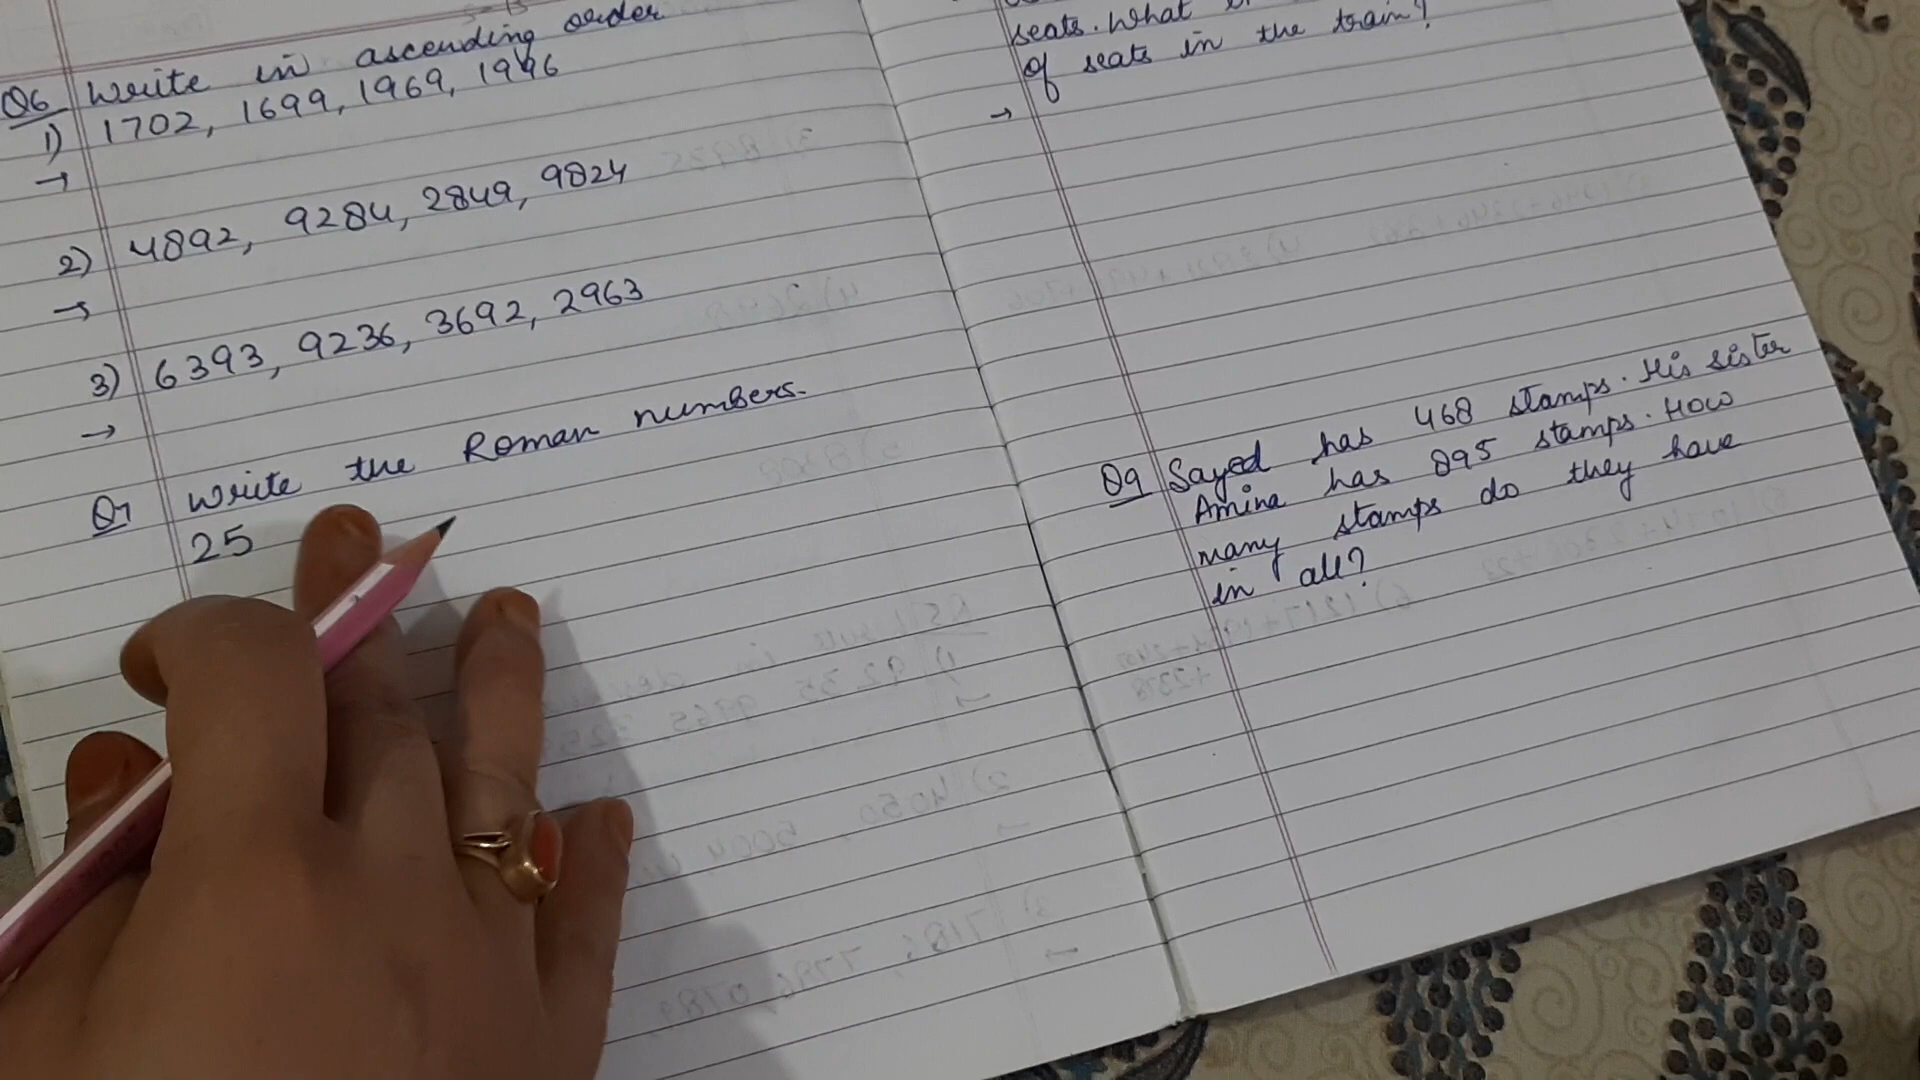 Q6 Write in ascending order
1) 1702, 1699, 1969, 1996
→
2) 4892, 9284, 2849, 9824
→
3) 6393, 9236, 3692, 2963
→
Q7 Write the Roman numbers.
25
seats. What
of seats in the train?
→
Q9 Sayed has 468 stamps. His sister
Amina has 895 stamps. How
many stamps do they have
in all?